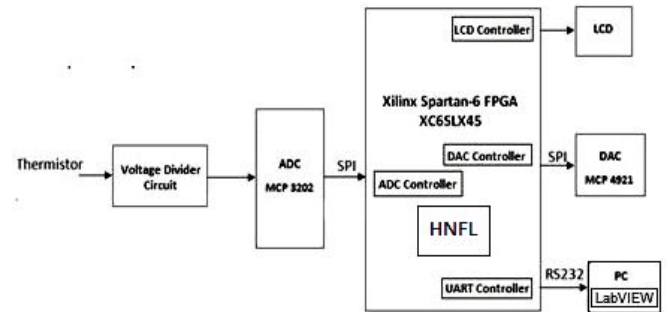 LCD Controller
LCD
Xilinx Spartan-6 FPGA
XC6SLX45
Thermistor
Voltage Divider
Circuit
ADC
MCP 3202
SPI
DAC Controller
SPI
DAC
MCP 4921
ADC Controller
HNFL
UART Controller
RS232
PC
LabVIEW